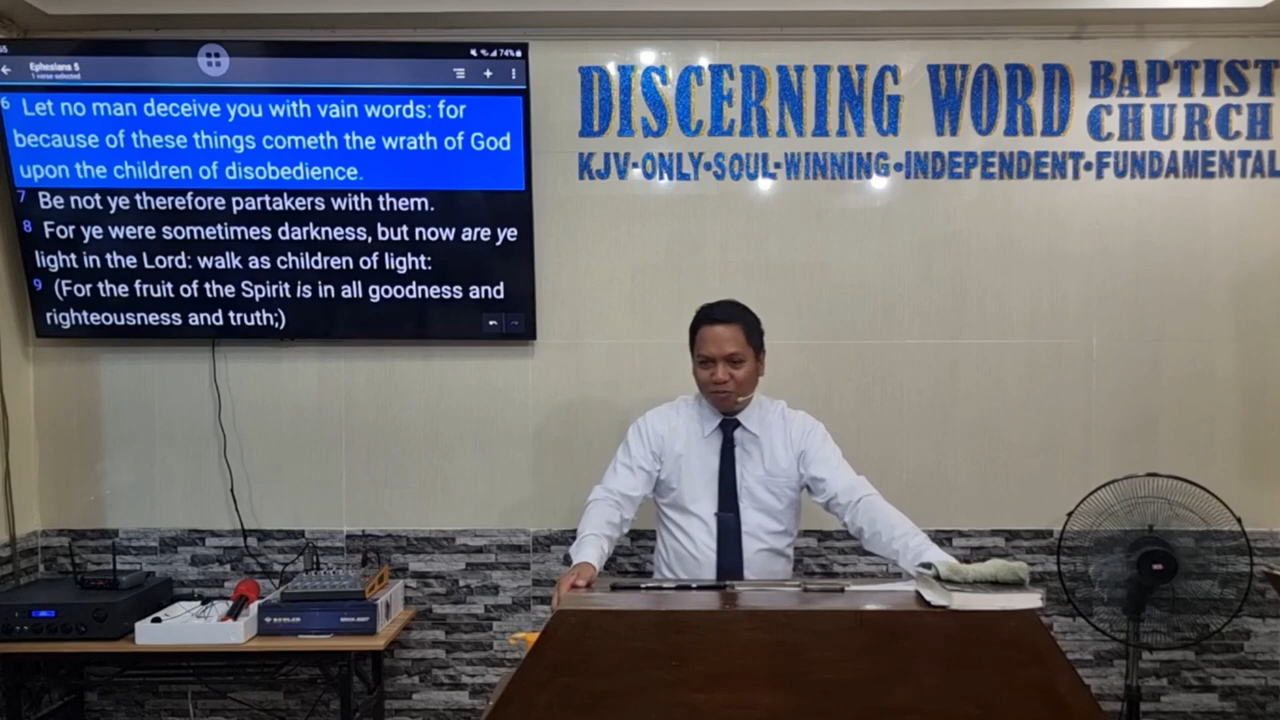 74%
Ephesians 5
1 verse selected
6 Let no man deceive you with vain words: for
because of these things cometh the wrath of God
upon the children of disobedience.
7 Be not ye therefore partakers with them.
8 For ye were sometimes darkness, but now are ye
light in the Lord: walk as children of light:
9 (For the fruit of the Spirit is in all goodness and
righteousness and truth;)
DISCERNING WORD BAPTIST
CHURCH
KJV-ONLY•SOUL-WINNING•INDEPENDENT•FUNDAMENTAL